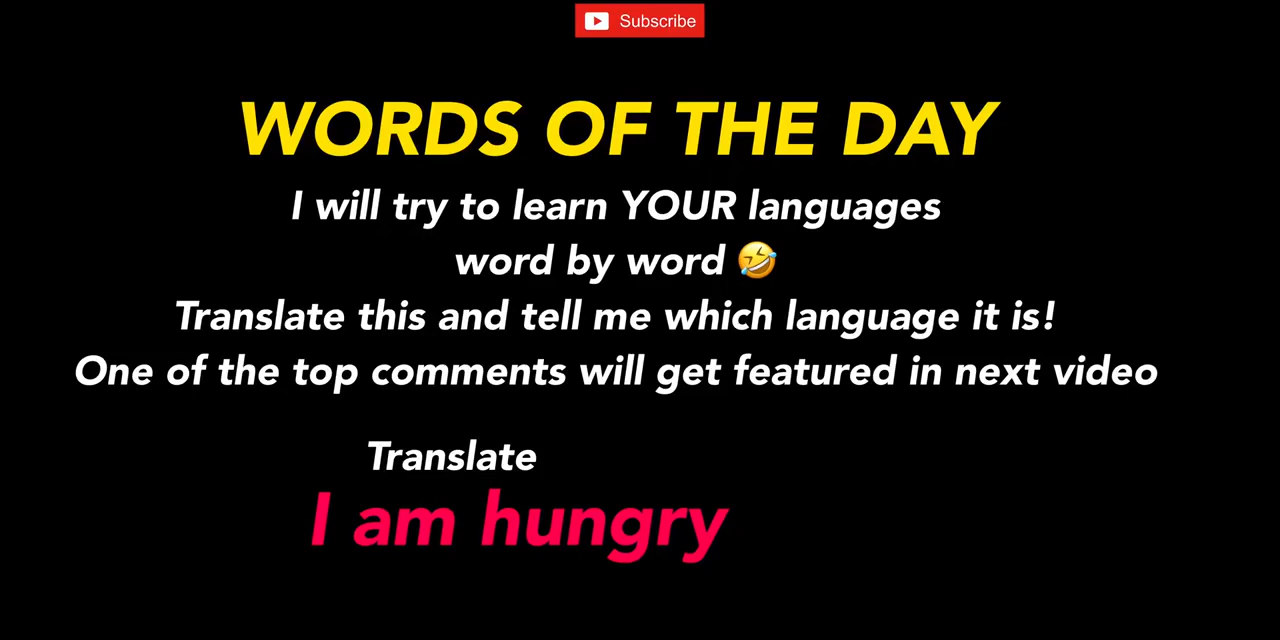 Subscribe
WORDS OF THE DAY
I will try to learn YOUR languages
word by word 🤣
Translate this and tell me which language it is!
One of the top comments will get featured in next video
Translate
I am hungry